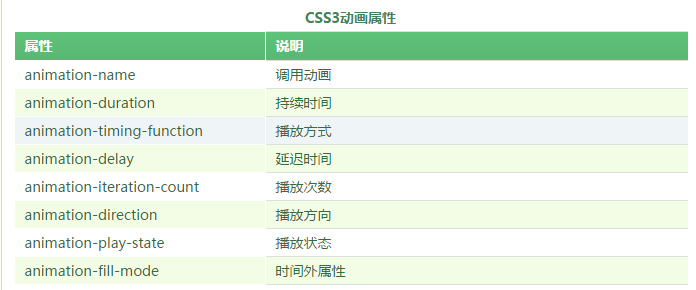 CSS3动画属性
属性 说明
animation-name 调用动画
animation-duration 持续时间
animation-timing-function 播放方式
animation-delay 延迟时间
animation-iteration-count 播放次数
animation-direction 播放方向
animation-play-state 播放状态
animation-fill-mode 时间外属性